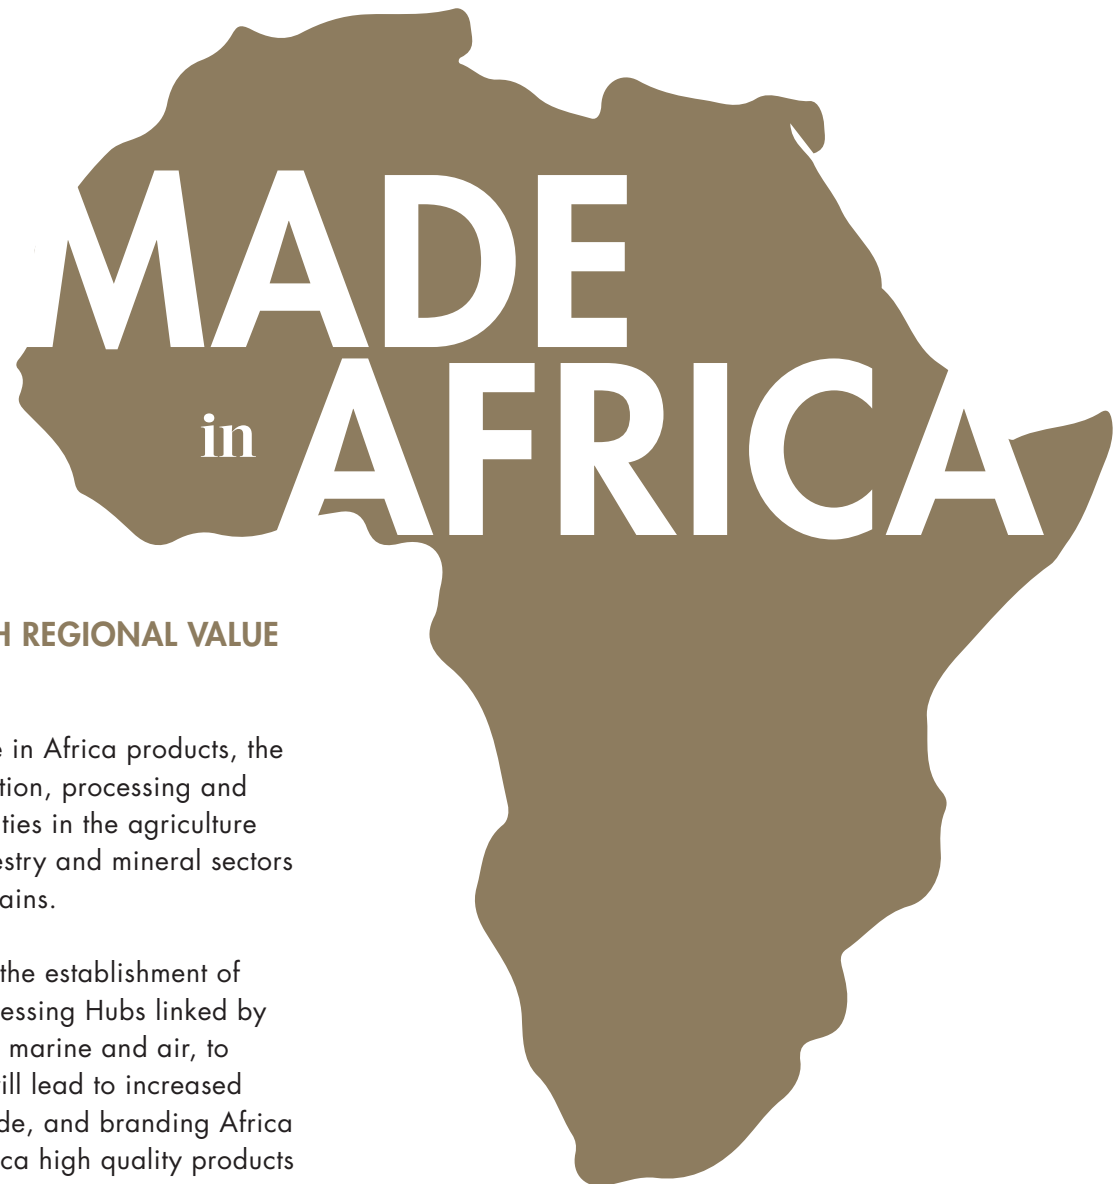 MADE
in AFRICA
H REGIONAL VALUE
e in Africa products, the
tion, processing and
ties in the agriculture
estry and mineral sectors
ains.
the establishment of
essing Hubs linked by
marine and air, to
ill lead to increased
de, and branding Africa
ca high quality products